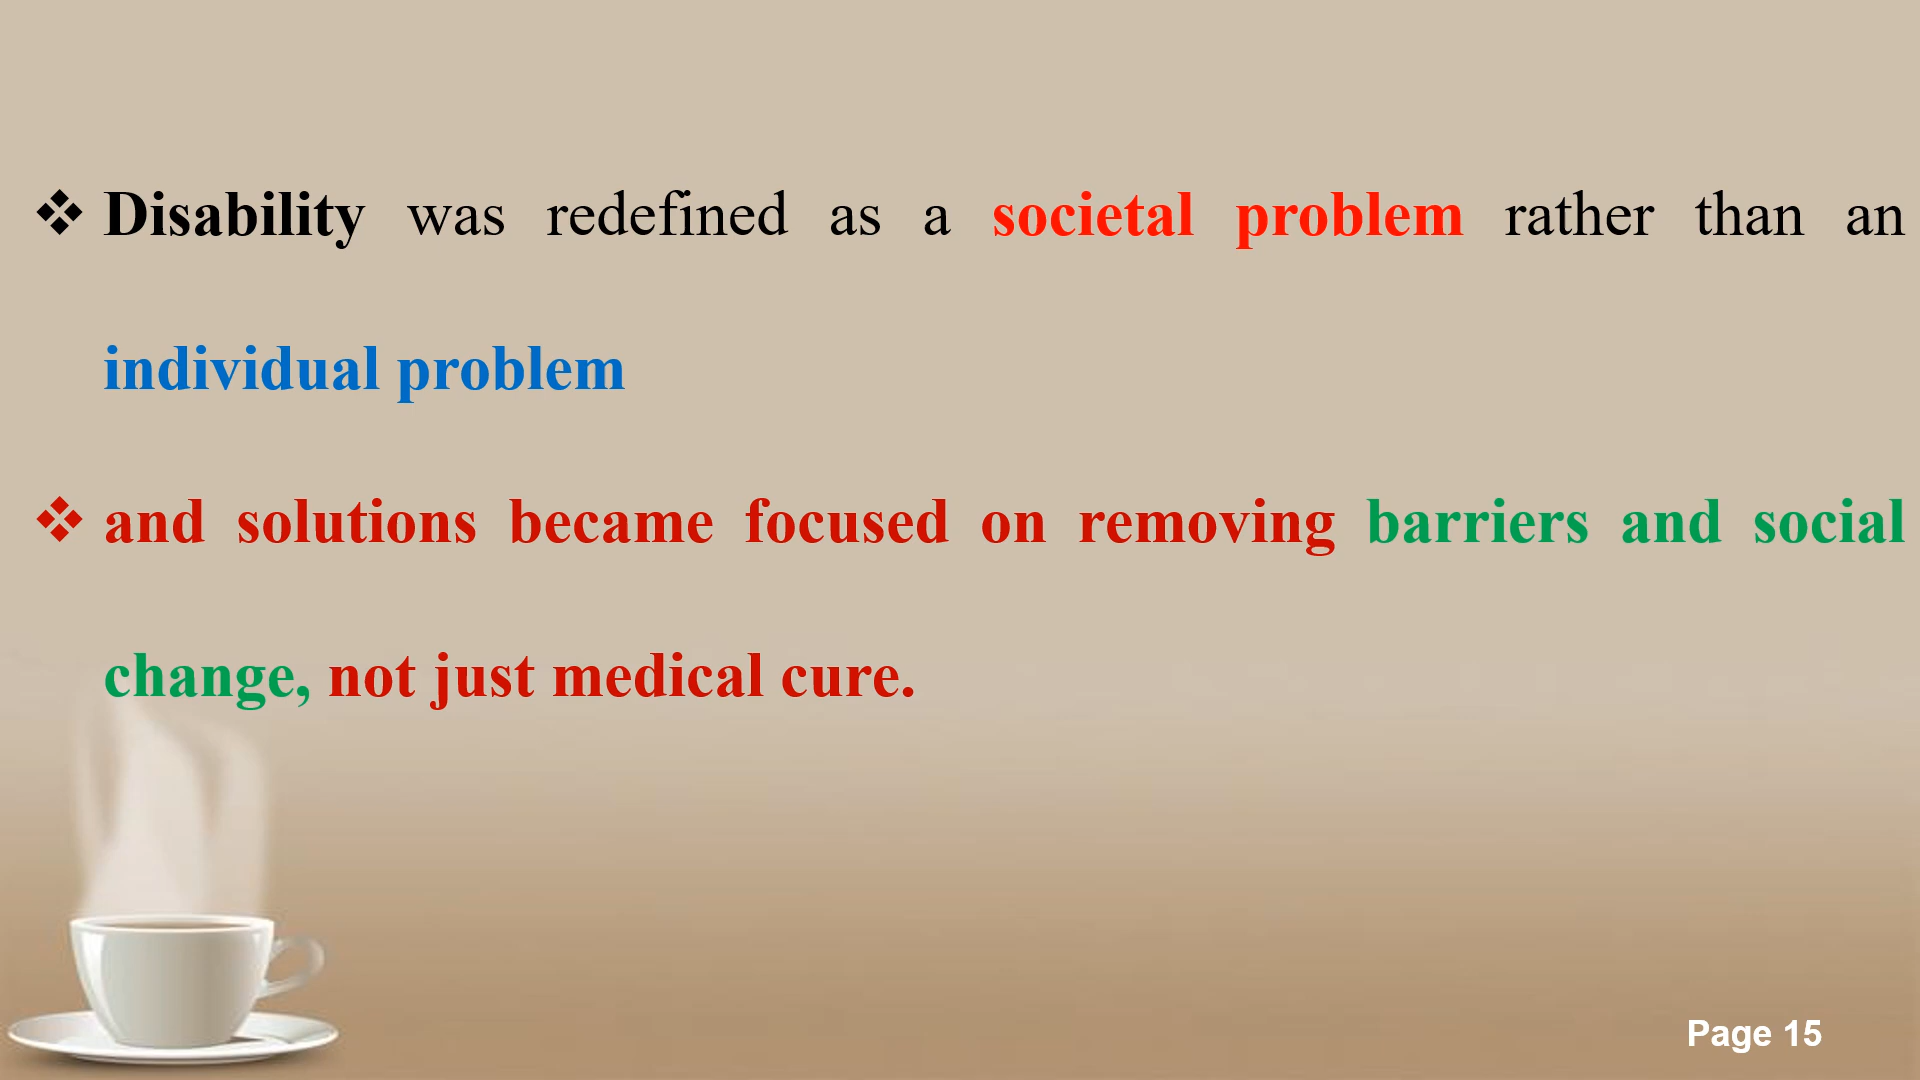 ❖ Disability was redefined as a societal problem rather than an
individual problem
❖ and solutions became focused on removing barriers and social
change, not just medical cure.
Page 15